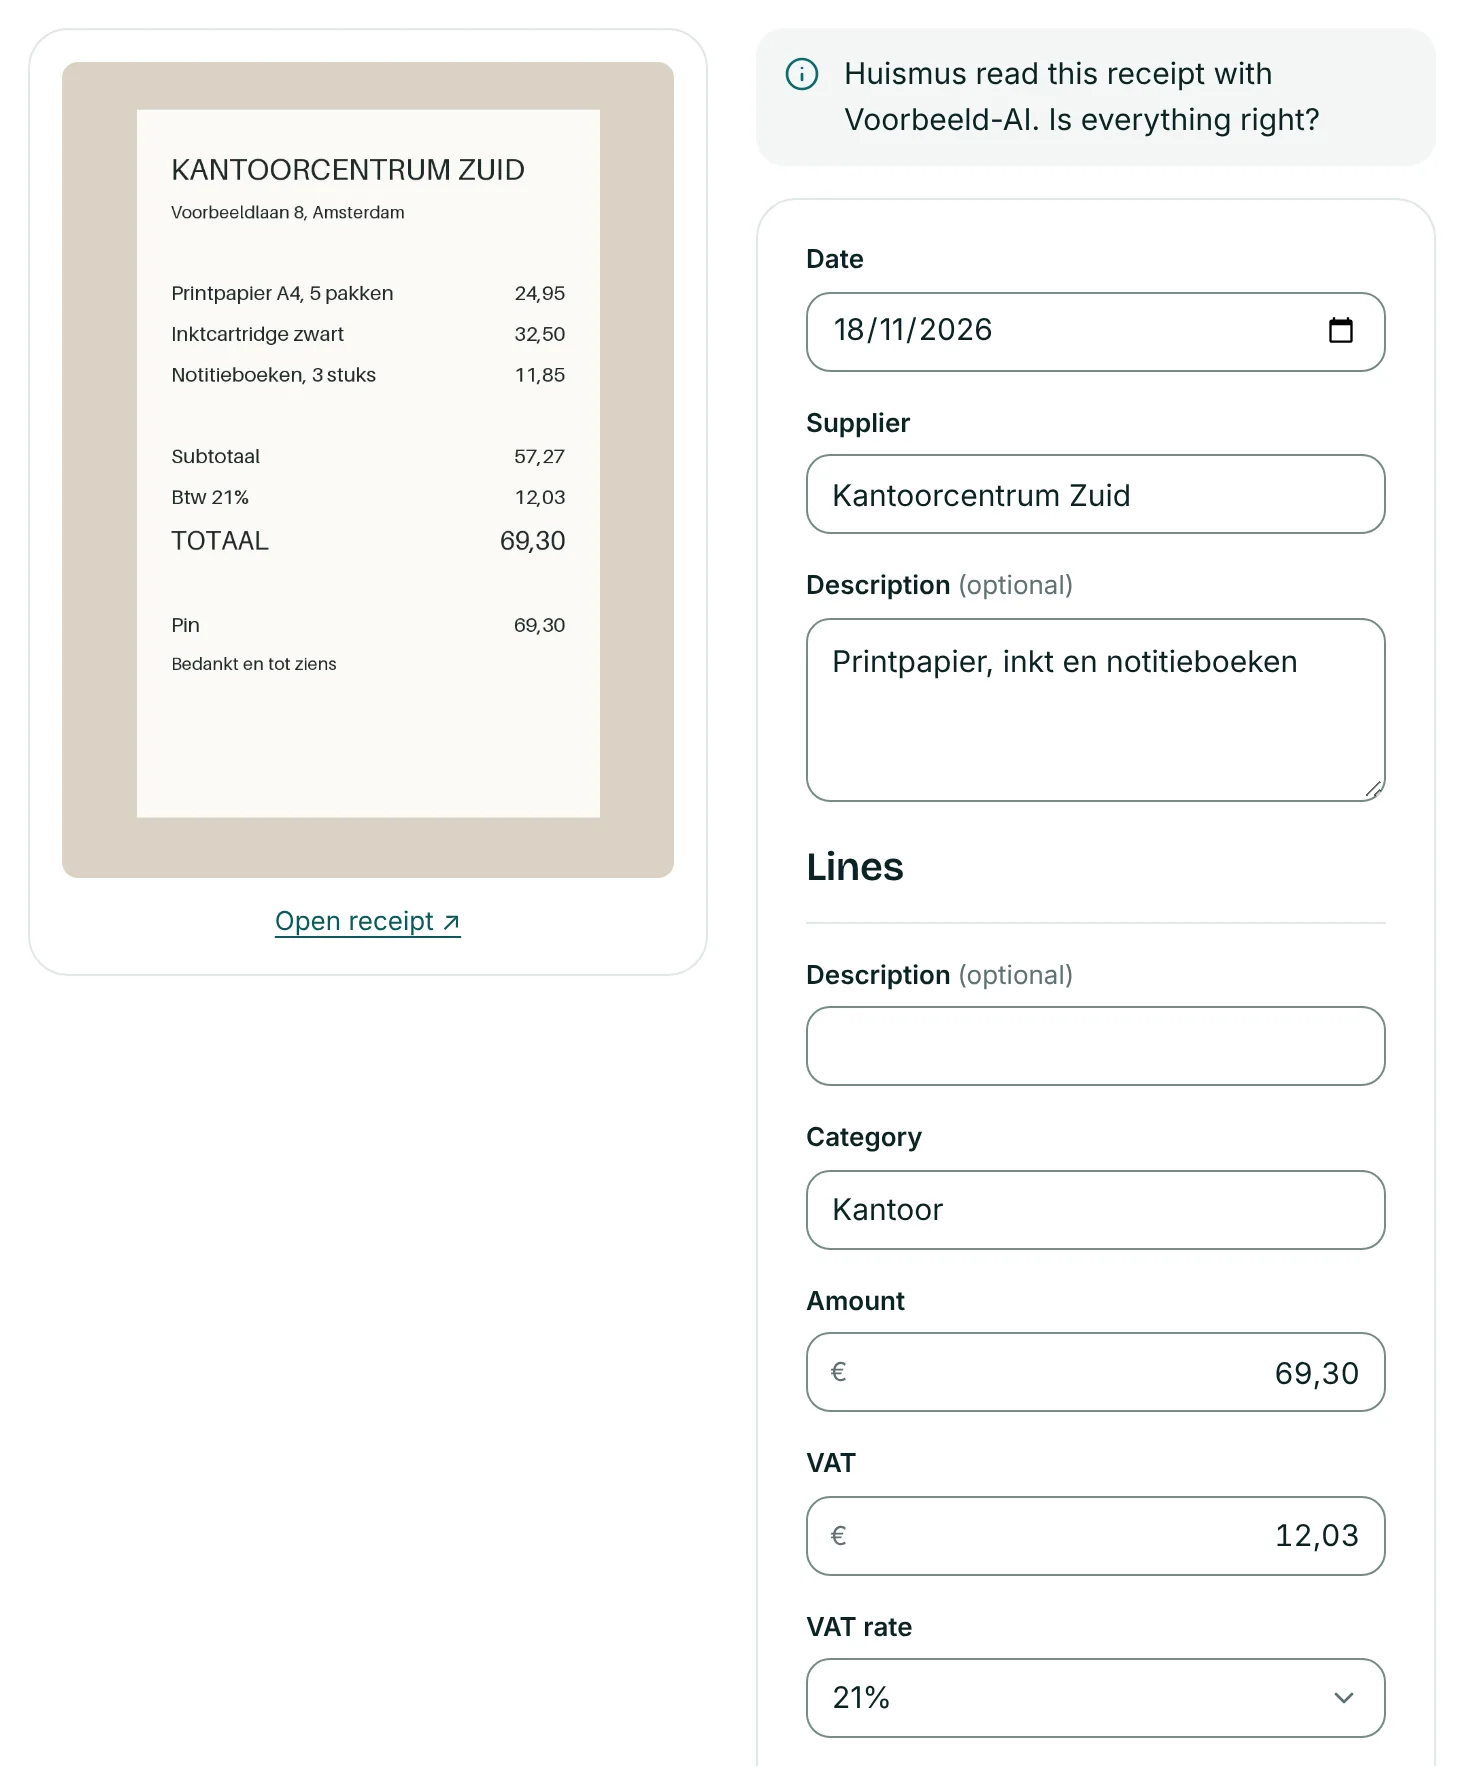 KANTOORCENTRUM ZUID
Voorbeeldlaan 8, Amsterdam
Printpapier A4, 5 pakken 24,95
Inktcartridge zwart 32,50
Notitieboeken, 3 stuks 11,85
Subtotaal 57,27
Btw 21% 12,03
TOTAAL 69,30
Pin 69,30
Bedankt en tot ziens
Open receipt ↗
Huismus read this receipt with
Voorbeeld-AI. Is everything right?
Date
18/11/2026
Supplier
Kantoorcentrum Zuid
Description (optional)
Printpapier, inkt en notitieboeken
Lines
Description (optional)
Category
Kantoor
Amount
€ 69,30
VAT
€ 12,03
VAT rate
21%